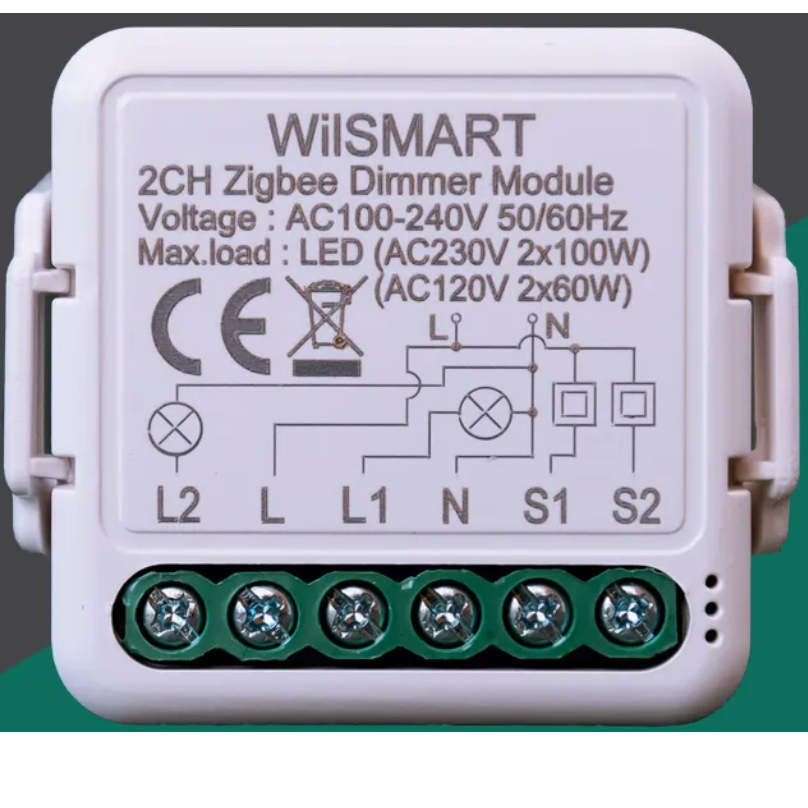 WilSMART
2CH Zigbee Dimmer Module
Voltage : AC100-240V 50/60Hz
Max.load : LED (AC230V 2x100W)
(AC120V 2x60W)
CE
L N
L2 L L1 N S1 S2